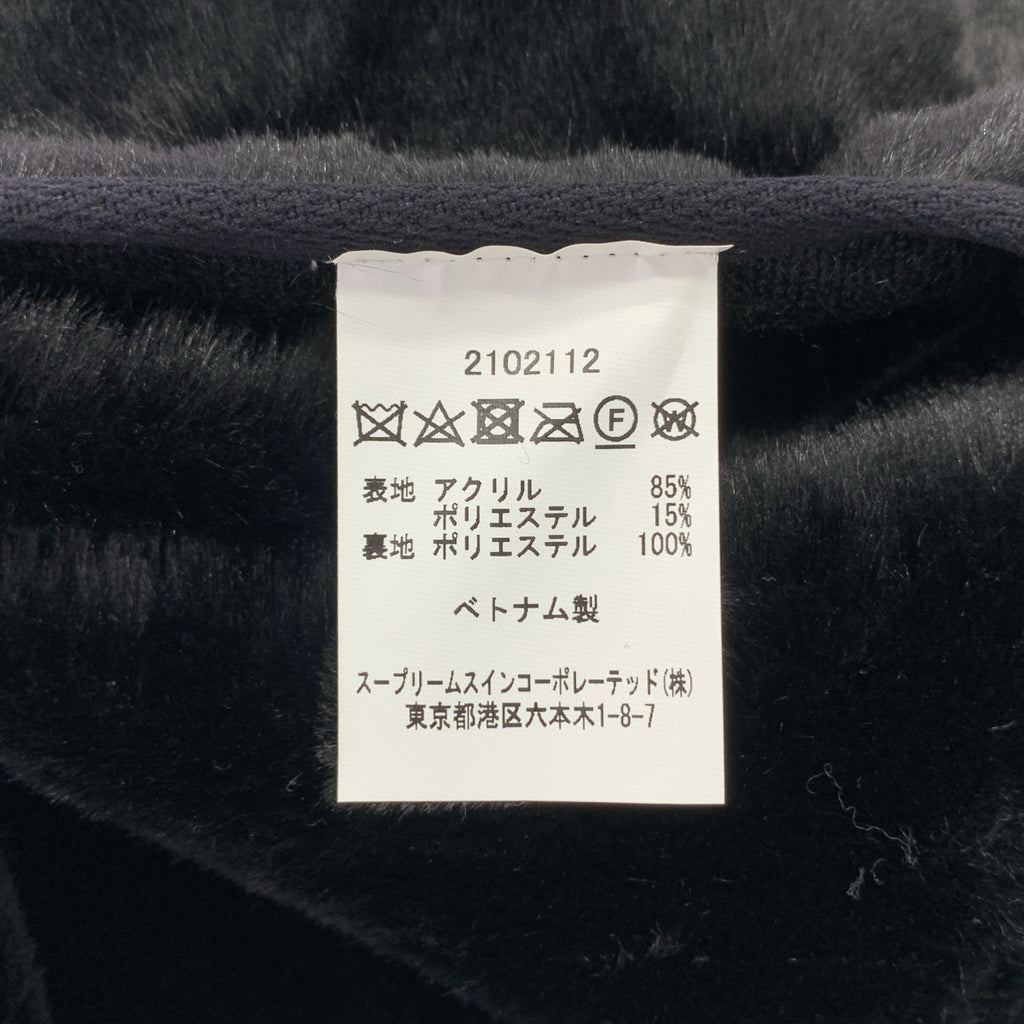 2102112
F W
表地 アクリル 85%
ポリエステル 15%
裏地 ポリエステル 100%
ベトナム製
スープリームスインコーポレーテッド(株)
東京都港区六本木1-8-7